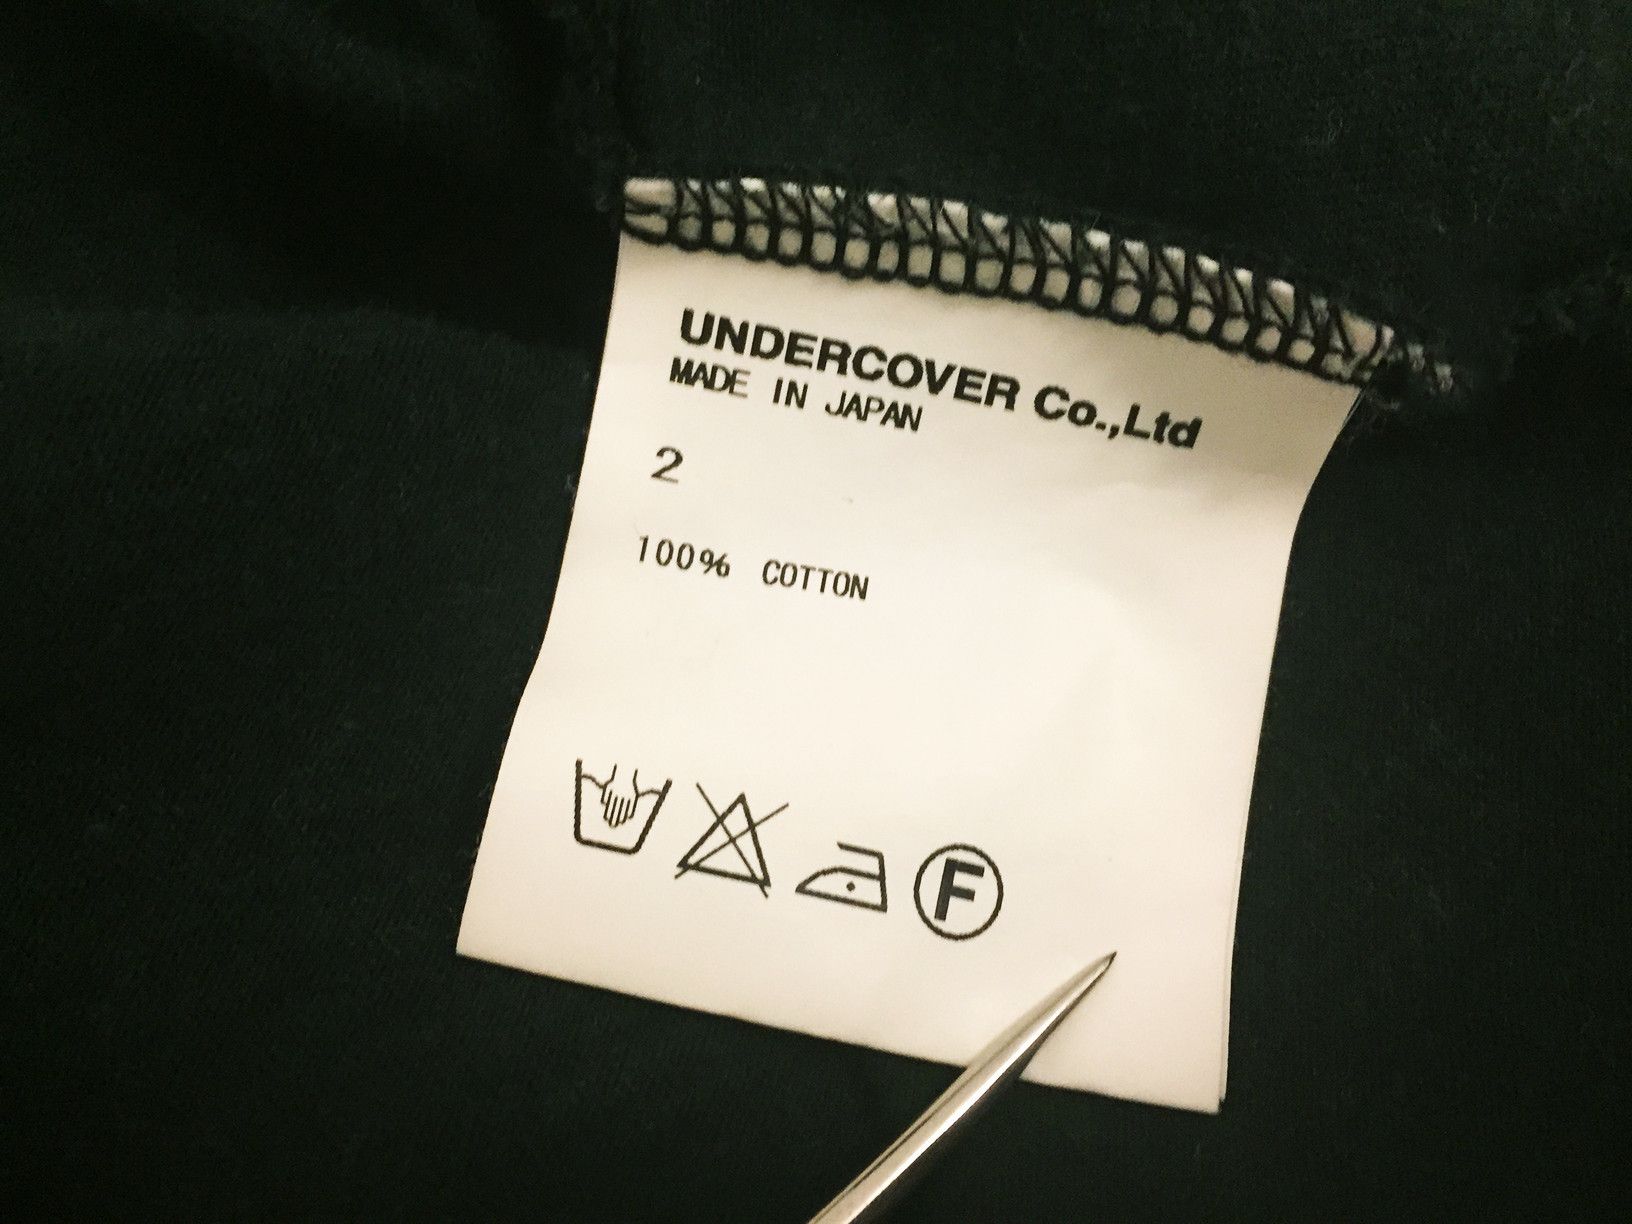 UNDERCOVER Co.,Ltd
MADE IN JAPAN
2
100% COTTON
F